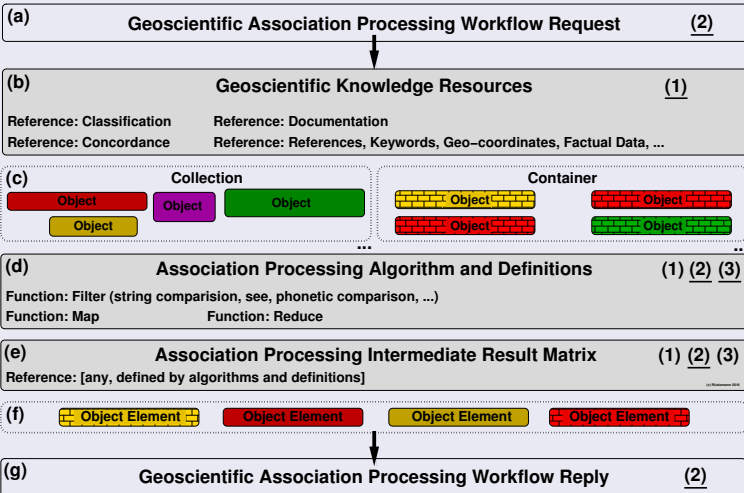 (a) Geoscientific Association Processing Workflow Request (2)
(b) Geoscientific Knowledge Resources (1)
Reference: Classification Reference: Documentation
Reference: Concordance Reference: References, Keywords, Geo−coordinates, Factual Data, ...
(c) Collection Container
Object Object Object Object Object
Object Object Object
... ..
(d) Association Processing Algorithm and Definitions (1) (2) (3)
Function: Filter (string comparision, see, phonetic comparison, ...)
Function: Map Function: Reduce
(e) Association Processing Intermediate Result Matrix (1) (2) (3)
Reference: [any, defined by algorithms and definitions]
(f) Object Element Object Element Object Element Object Element
(g) Geoscientific Association Processing Workflow Reply (2)